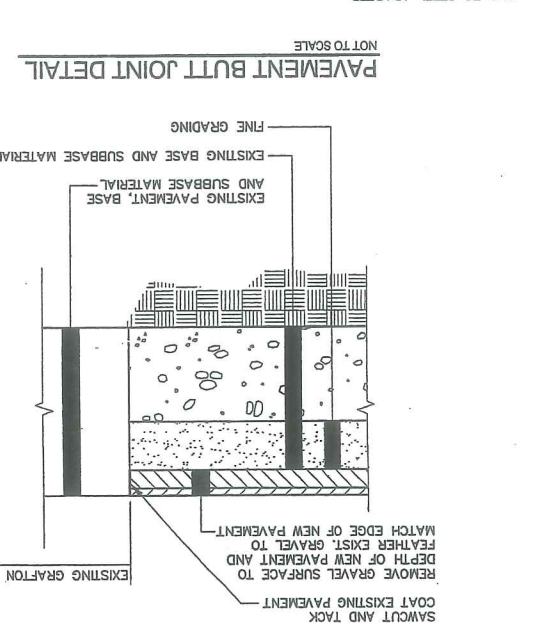 SAWCUT AND TACK
COAT EXISTING PAVEMENT
REMOVE GRAVEL SURFACE TO
DEPTH OF NEW PAVEMENT AND
FEATHER EXIST. GRAVEL TO
MATCH EDGE OF NEW PAVEMENT
EXISTING GRAFTON
EXISTING PAVEMENT, BASE
AND SUBBASE MATERIAL
EXISTING BASE AND SUBBASE MATERIAL
FINE GRADING
PAVEMENT BUTT JOINT DETAIL
NOT TO SCALE